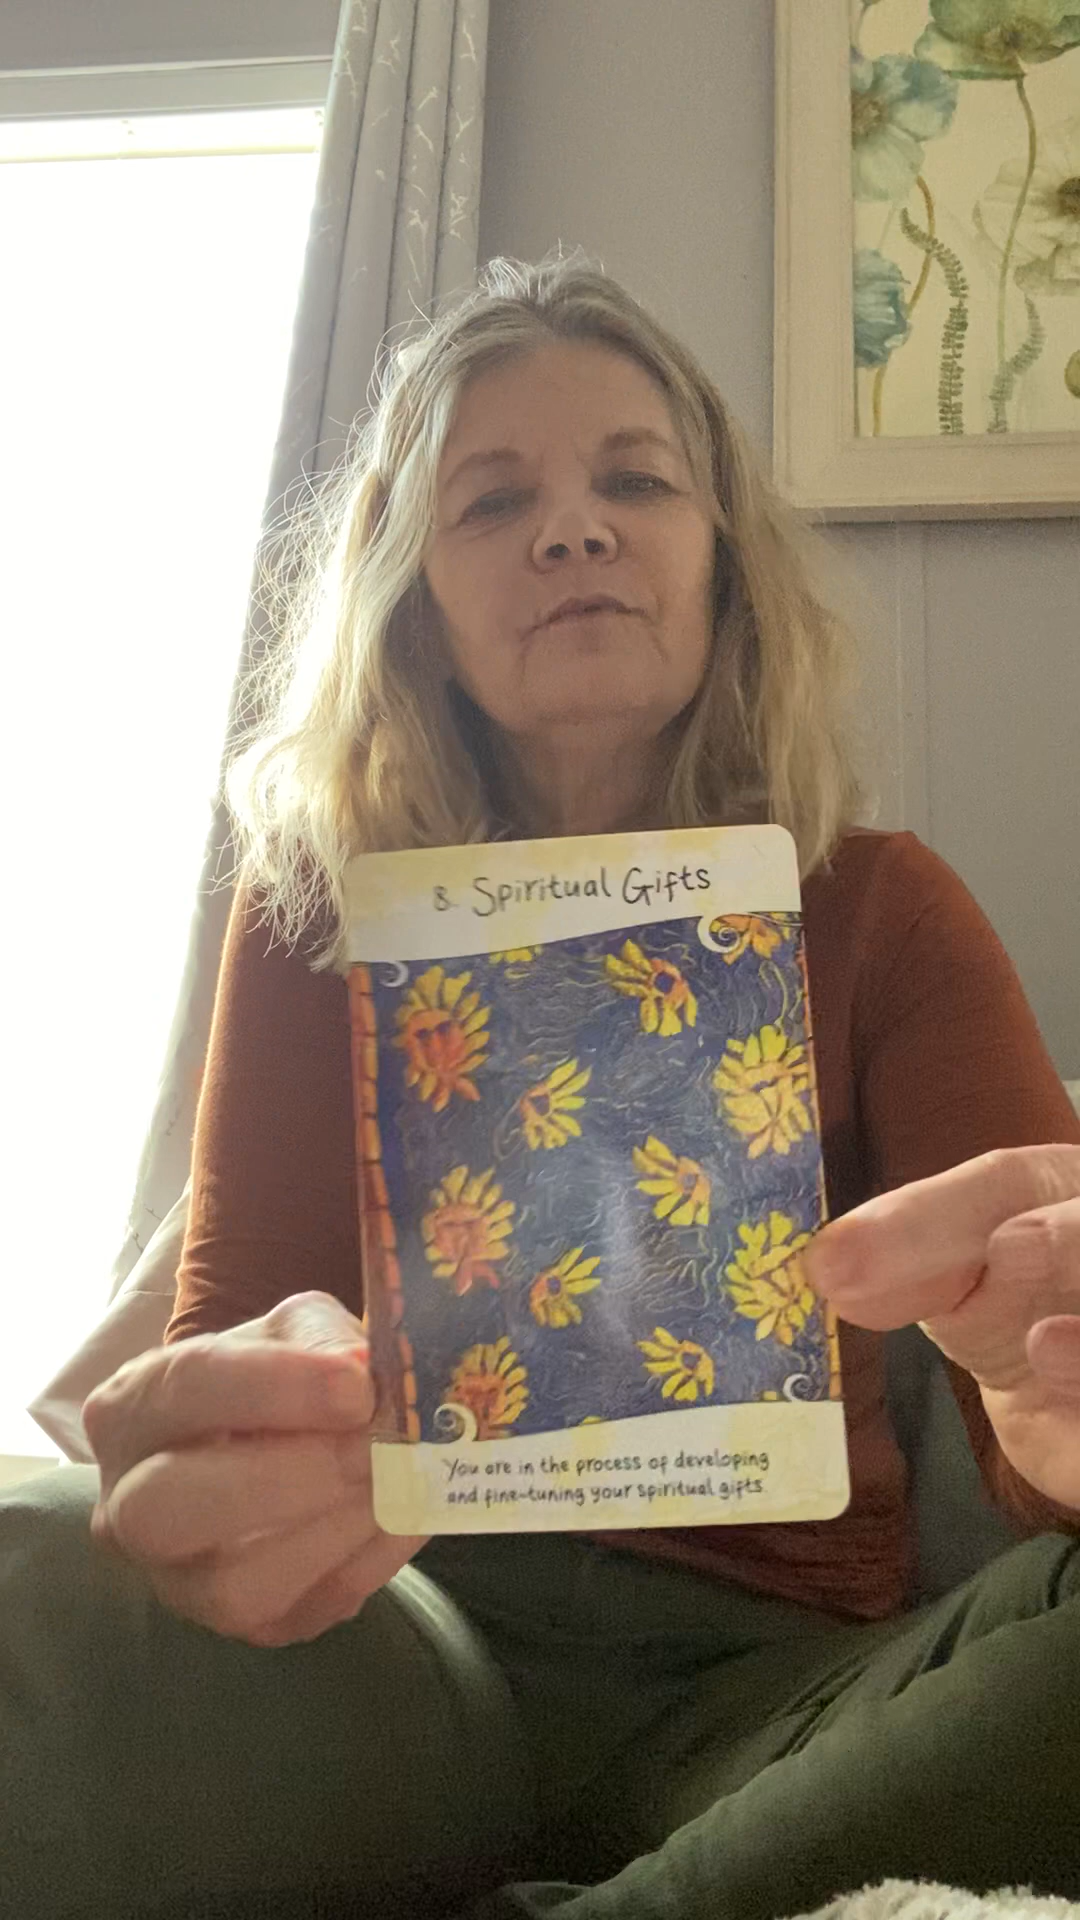 8. Spiritual Gifts
You are in the process of developing
and fine-tuning your spiritual gifts.